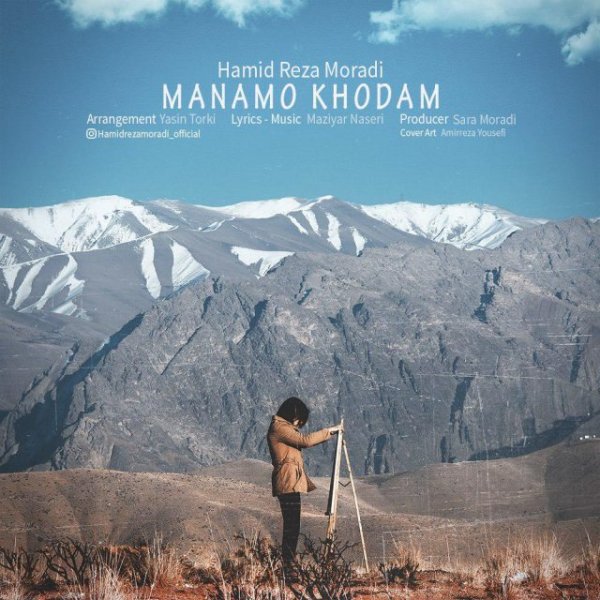 Hamid Reza Moradi
MANAMO KHODAM
Arrangement Yasin Torki Lyrics - Music Maziyar Naseri Producer Sara Moradi
Hamidrezamoradi_official Cover Art Amirreza Yousefi